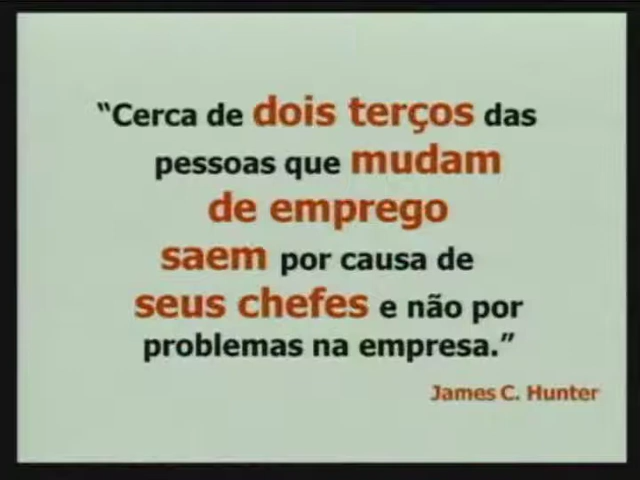 “Cerca de dois terços das
pessoas que mudam
de emprego
saem por causa de
seus chefes e não por
problemas na empresa.”
James C. Hunter